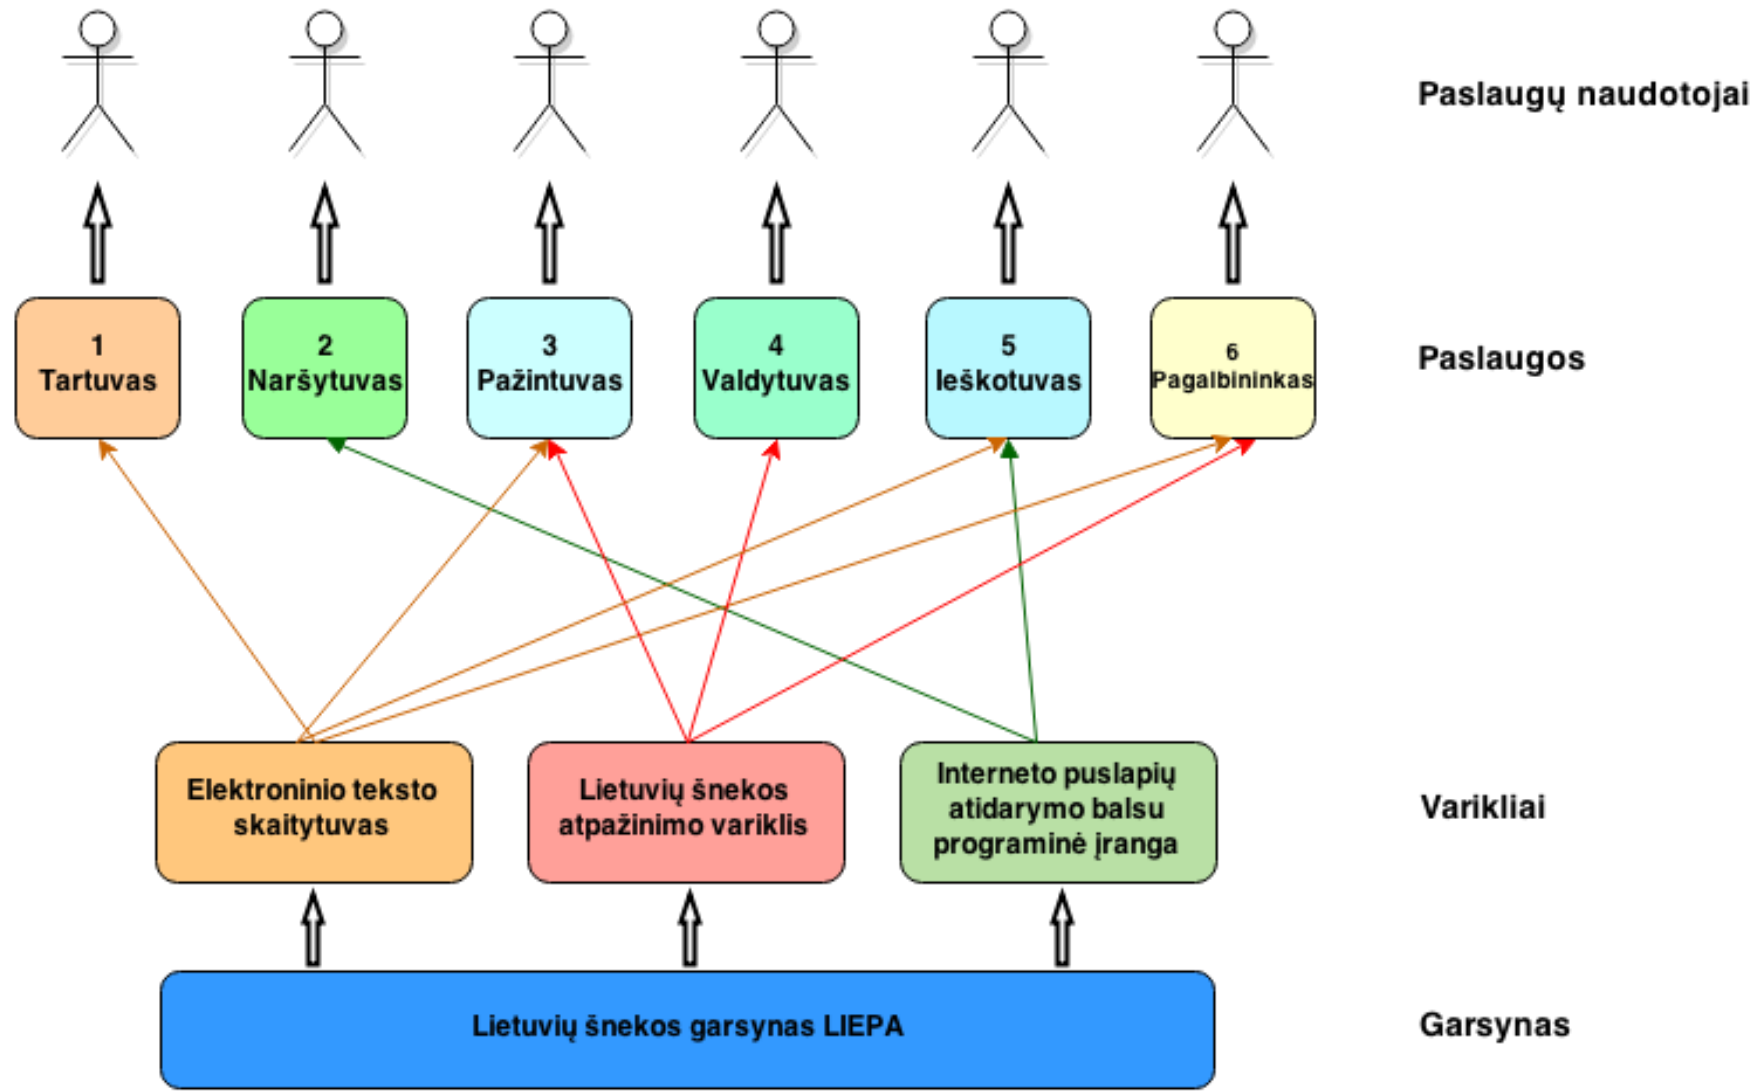 Paslaugų naudotojai
1
Tartuvas
2
Naršytuvas
3
Pažintuvas
4
Valdytuvas
5
Ieškotuvas
6
Pagalbininkas
Paslaugos
Elektroninio teksto
skaitytuvas
Lietuvių šnekos
atpažinimo variklis
Interneto puslapių
atidarymo balsu
programinė įranga
Varikliai
Lietuvių šnekos garsynas LIEPA
Garsynas